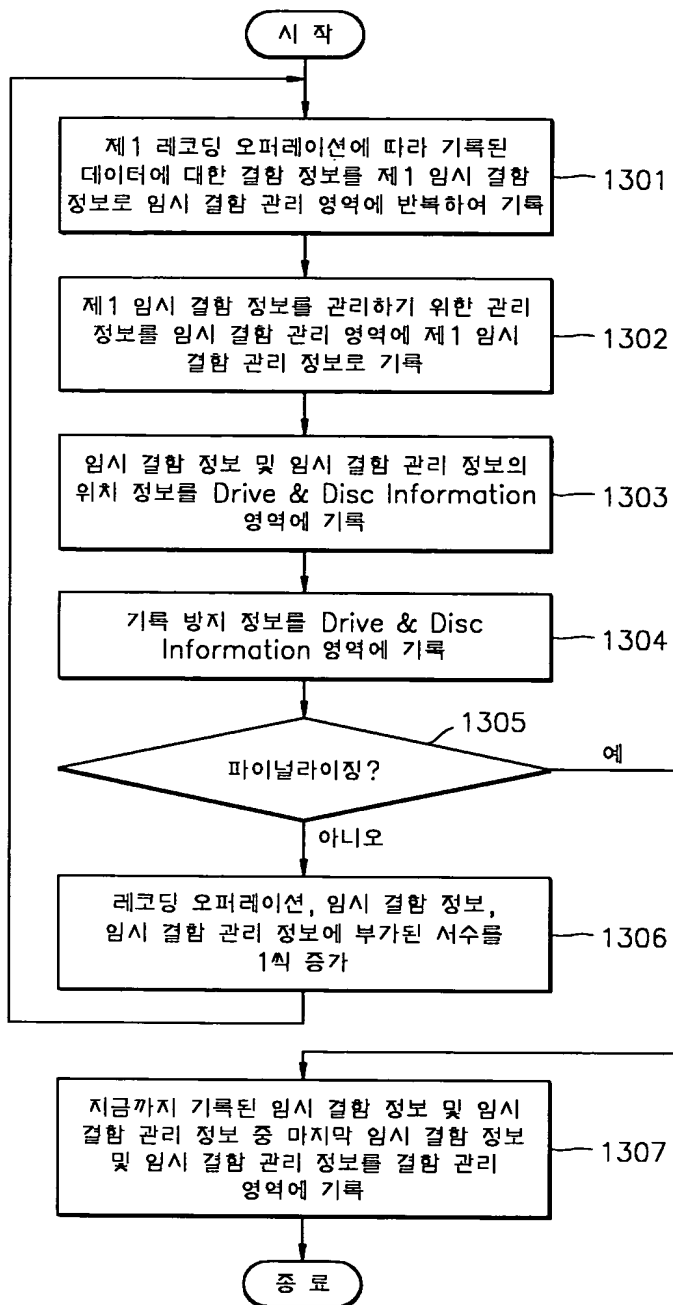 시 작
제1 레코딩 오퍼레이션에 따라 기록된
데이터에 대한 결함 정보를 제1 임시 결함
정보로 임시 결함 관리 영역에 반복하여 기록
1301
제1 임시 결함 정보를 관리하기 위한 관리
정보를 임시 결함 관리 영역에 제1 임시
결함 관리 정보로 기록
1302
임시 결함 정보 및 임시 결함 관리 정보의
위치 정보를 Drive & Disc Information
영역에 기록
1303
기록 방지 정보를 Drive & Disc
Information 영역에 기록
1304
1305
파이널라이징?
예
아니오
레코딩 오퍼레이션, 임시 결함 정보,
임시 결함 관리 정보에 부가된 서수를
1씩 증가
1306
지금까지 기록된 임시 결함 정보 및 임시
결함 관리 정보 중 마지막 임시 결함 정보
및 임시 결함 관리 정보를 결함 관리
영역에 기록
1307
종 료